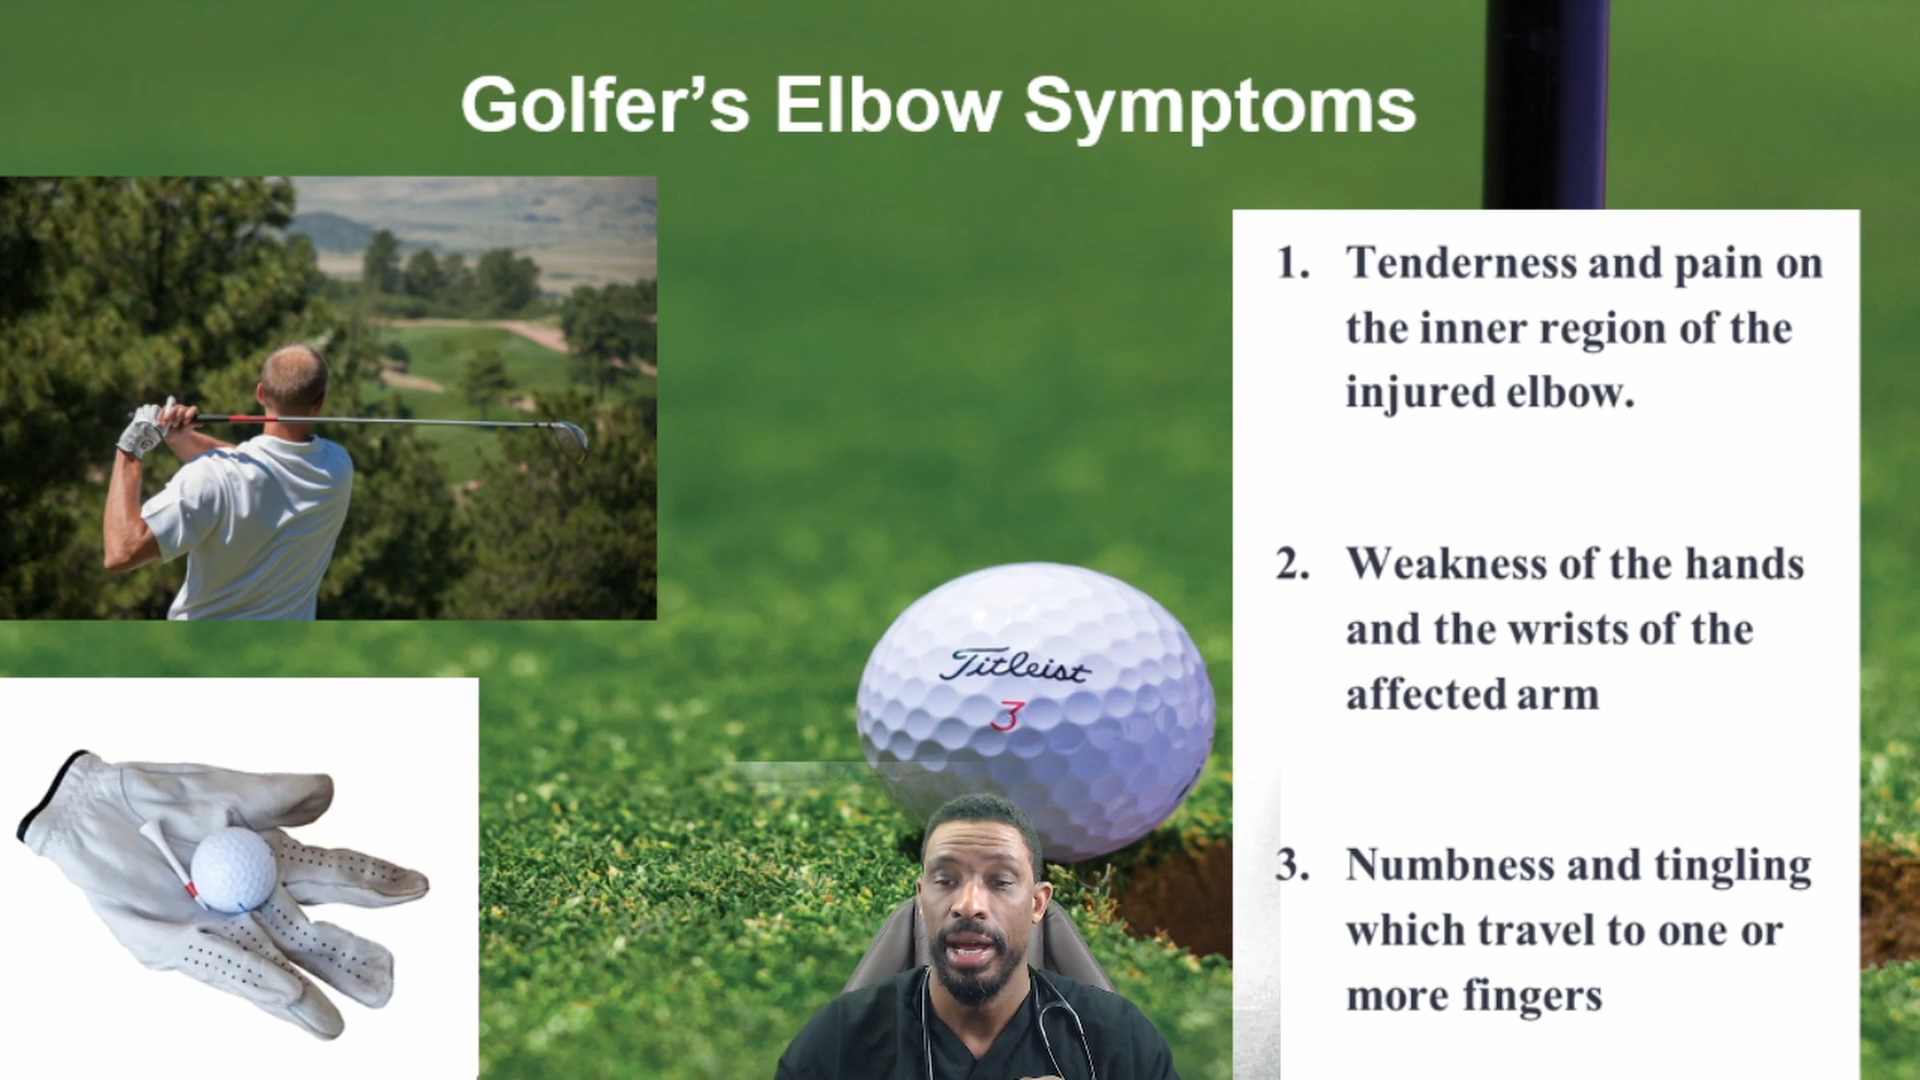 Golfer’s Elbow Symptoms
1. Tenderness and pain on
the inner region of the
injured elbow.
2. Weakness of the hands
and the wrists of the
affected arm
3. Numbness and tingling
which travel to one or
more fingers
Titleist
3